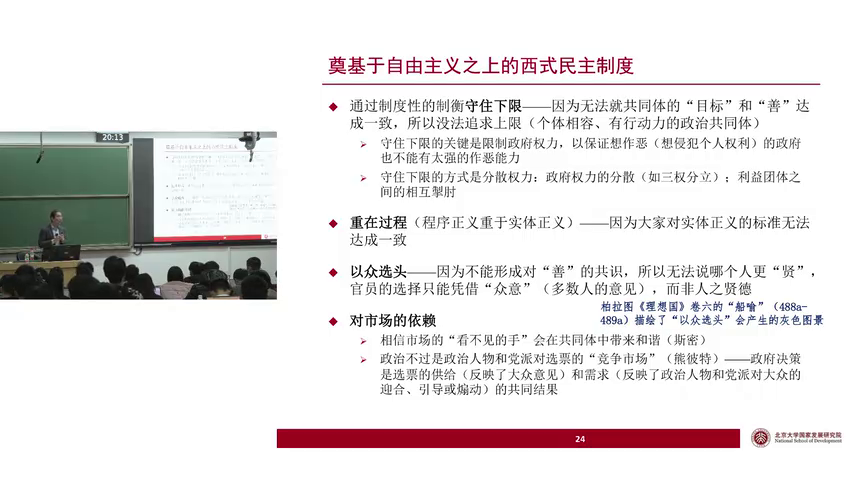 奠基于自由主义之上的西式民主制度
通过制度性的制衡守住下限——因为无法就共同体的“目标”和“善”达
成一致，所以没法追求上限（个体相容、有行动力的政治共同体）
守住下限的关键是限制政府权力，以保证想作恶（想侵犯个人权利）的政府
也不能有太强的作恶能力
守住下限的方式是分散权力：政府权力的分散（如三权分立）；利益团体之
间的相互掣肘
重在过程（程序正义重于实体正义）——因为大家对实体正义的标准无法
达成一致
以众选头——因为不能形成对“善”的共识，所以无法说哪个人更“贤”，
官员的选择只能凭借“众意”（多数人的意见），而非人之贤德
柏拉图《理想国》卷六的“船喻”（488a-
489a）描绘了“以众选头”会产生的灰色图景
对市场的依赖
相信市场的“看不见的手”会在共同体中带来和谐（斯密）
政治不过是政治人物和党派对选票的“竞争市场”（熊彼特）——政府决策
是选票的供给（反映了大众意见）和需求（反映了政治人物和党派对大众的
迎合、引导或煽动）的共同结果
24
北京大学国家发展研究院
National School of Development
20:13
奠基于自由主义之上的西式民主制度